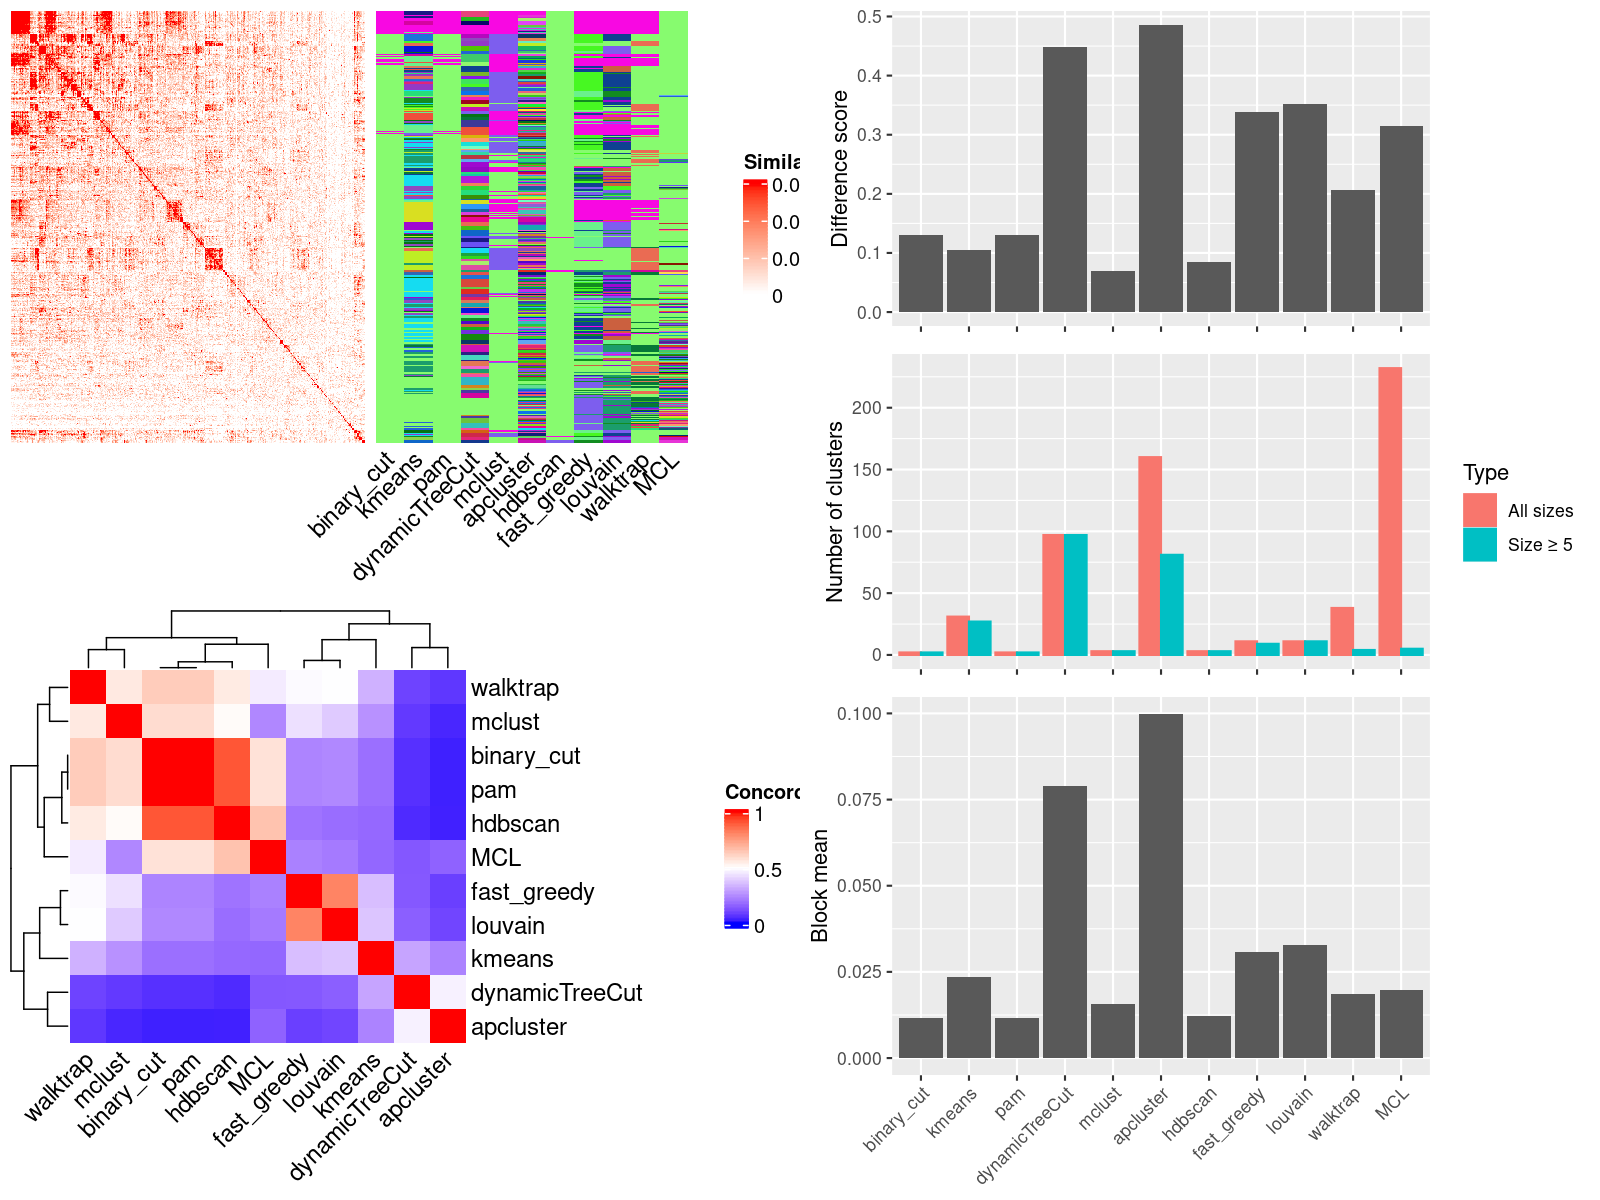 Simila
0.0
0.0
0.0
0
binary_cut
kmeans
pam
dynamicTreeCut
mclust
apcluster
hdbscan
fast_greedy
louvain
walktrap
MCL
walktrap
mclust
binary_cut
pam
hdbscan
MCL
fast_greedy
louvain
kmeans
dynamicTreeCut
apcluster
walktrap
mclust
binary_cut
pam
hdbscan
MCL
fast_greedy
louvain
kmeans
dynamicTreeCut
apcluster
Concord
1
0.5
0
Difference score
0.5
0.4
0.3
0.2
0.1
0.0
Number of clusters
200
150
100
50
0
Type
All sizes
Size ≥ 5
Block mean
0.100
0.075
0.050
0.025
0.000
binary_cut
kmeans
pam
dynamicTreeCut
mclust
apcluster
hdbscan
fast_greedy
louvain
walktrap
MCL